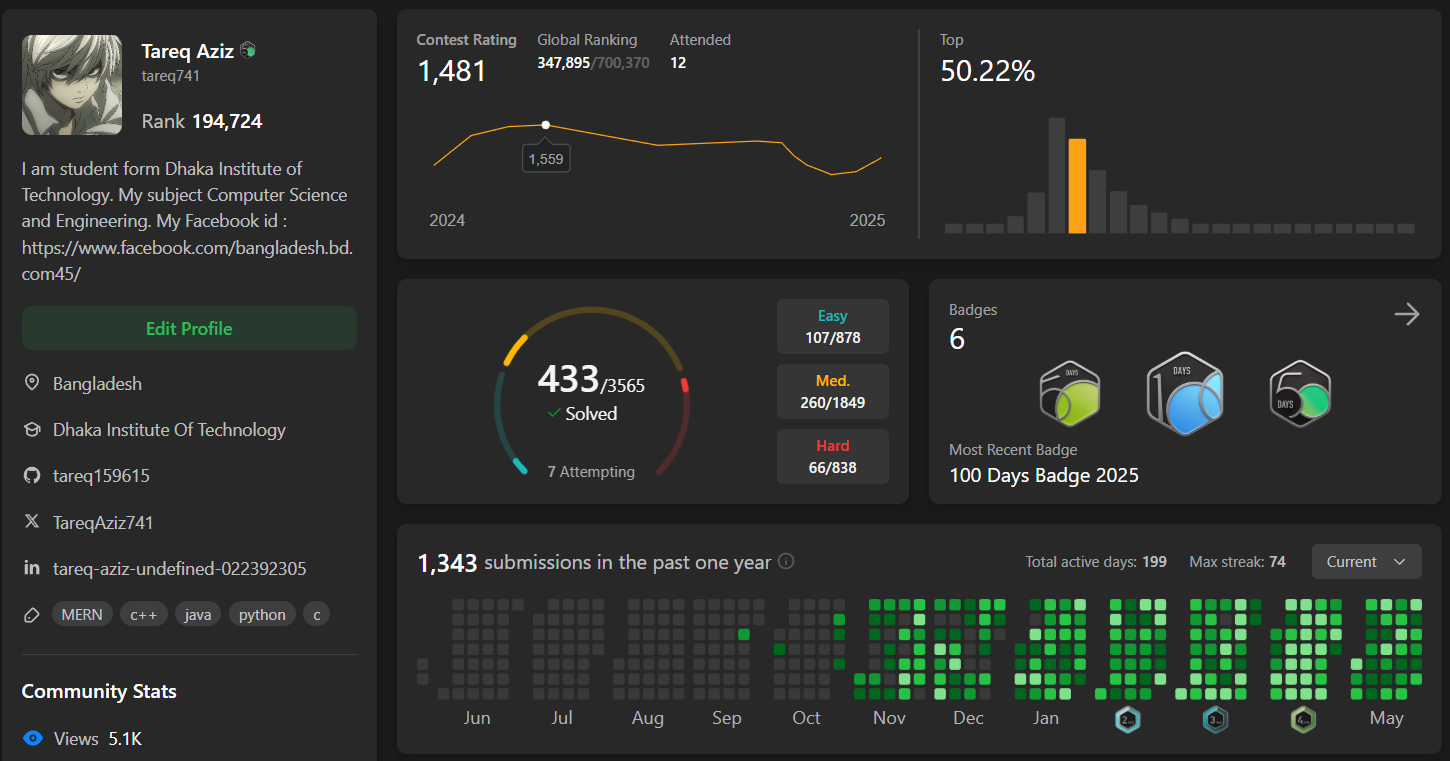 Tareq Aziz
tareq741
Rank 194,724
I am student form Dhaka Institute of
Technology. My subject Computer Science
and Engineering. My Facebook id :
https://www.facebook.com/bangladesh.bd.
com45/
Edit Profile
Bangladesh
Dhaka Institute Of Technology
tareq159615
TareqAziz741
tareq-aziz-undefined-022392305
MERN c++ java python c
Community Stats
Views 5.1K
Contest Rating Global Ranking Attended
1,481 347,895/700,370 12
1,559
2024 2025
Top
50.22%
433/3565
Solved
7 Attempting
Easy
107/878
Med.
260/1849
Hard
66/838
Badges
6
DAYS DAYS DAYS
Most Recent Badge
100 Days Badge 2025
1,343 submissions in the past one year
Total active days: 199 Max streak: 74 Current
Jun Jul Aug Sep Oct Nov Dec Jan 2 3 4 May